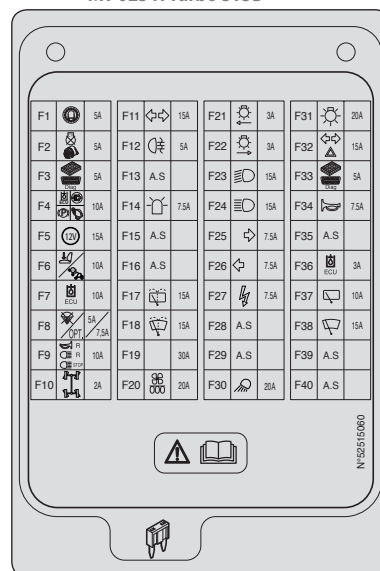 F1 5A F11 15A F21 3A F31 20A
F2 5A F12 5A F22 3A F32 15A
F3 Diag 5A F13 A.S F23 15A F33 Diag 5A
F4 10A F14 7.5A F24 15A F34 7.5A
F5 12V 15A F15 A.S F25 7.5A F35 A.S
F6 10A F16 A.S F26 7.5A F36 ECU 3A
F7 ECU 10A F17 15A F27 7.5A F37 10A
F8 OPT. 5A 7,5A F18 15A F28 A.S F38 15A
F9 R R STOP 10A F19 30A F29 A.S F39 A.S
F10 2A F20 20A F30 20A F40 A.S
N°52515060